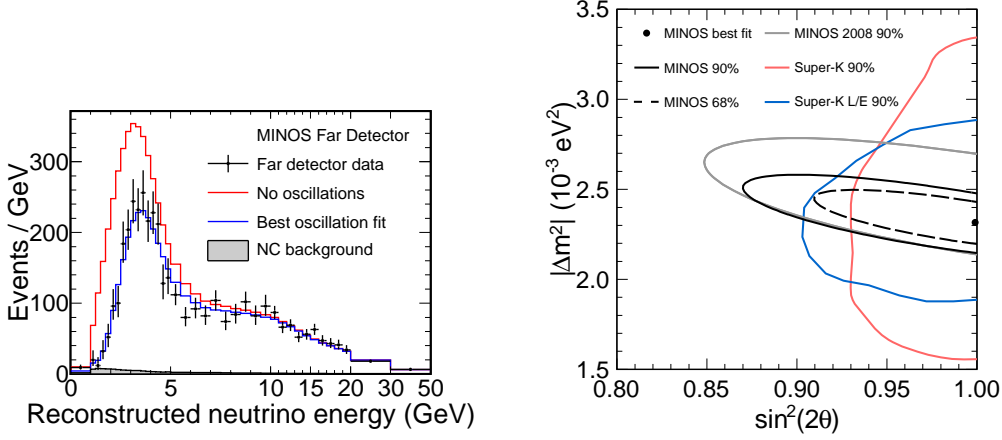 MINOS Far Detector
Far detector data
No oscillations
Best oscillation fit
NC background
Events / GeV
0
100
200
300
0 5 10 15 20 30 50
Reconstructed neutrino energy (GeV)
MINOS best fit
MINOS 90%
MINOS 68%
MINOS 2008 90%
Super-K 90%
Super-K L/E 90%
|Δm²| (10⁻³ eV²)
3.5
3.0
2.5
2.0
1.5
0.80 0.85 0.90 0.95 1.00
sin²(2θ)